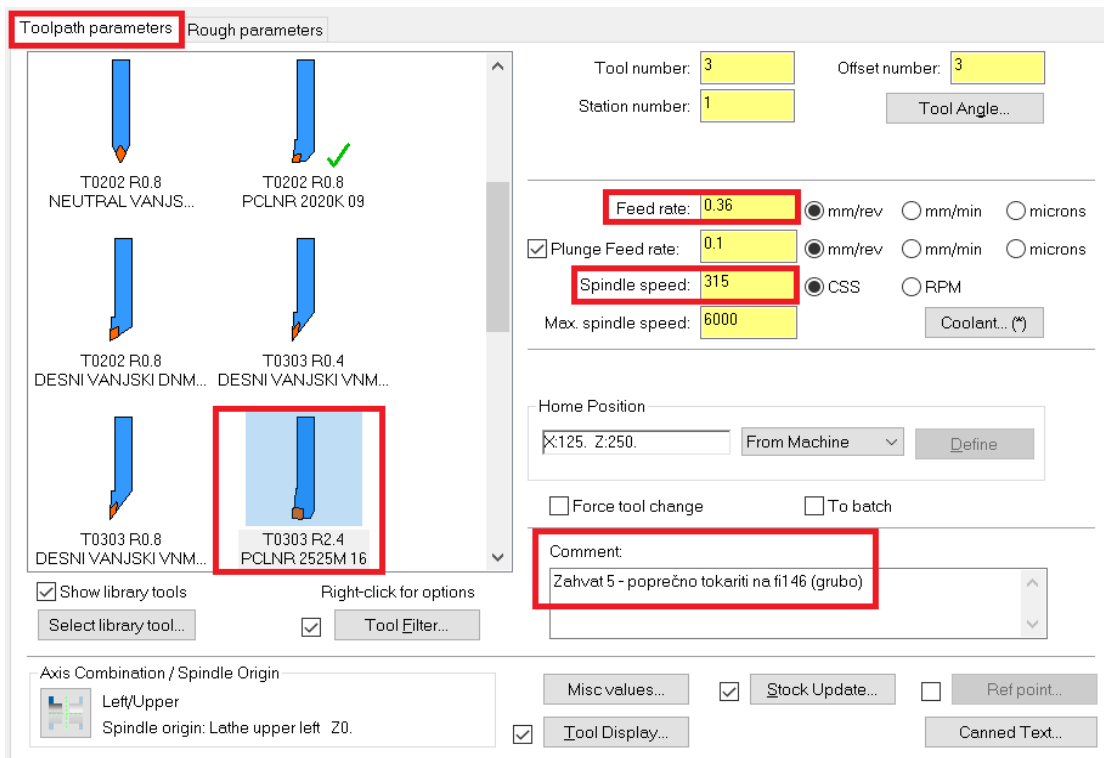 Toolpath parameters
Rough parameters
T0202 R0.8
NEUTRAL VANJS...
T0202 R0.8
PCLNR 2020K 09
T0202 R0.8
DESNI VANJSKI DNM...
T0303 R0.4
DESNI VANJSKI VNM...
T0303 R0.8
DESNI VANJSKI VNM...
T0303 R2.4
PCLNR 2525M 16
Show library tools
Right-click for options
Select library tool...
Tool Filter...
Axis Combination / Spindle Origin
Left/Upper
Spindle origin: Lathe upper left Z0.
Tool number: 3
Offset number: 3
Station number: 1
Tool Angle...
Feed rate: 0.36 mm/rev mm/min microns
Plunge Feed rate: 0.1 mm/rev mm/min microns
Spindle speed: 315 CSS RPM
Max. spindle speed: 6000
Coolant... (*)
Home Position
X:125. Z:250.
From Machine
Define
Force tool change
To batch
Comment:
Zahvat 5 - poprečno tokariti na fi146 (grubo)
Misc values...
Stock Update...
Ref point...
Tool Display...
Canned Text...